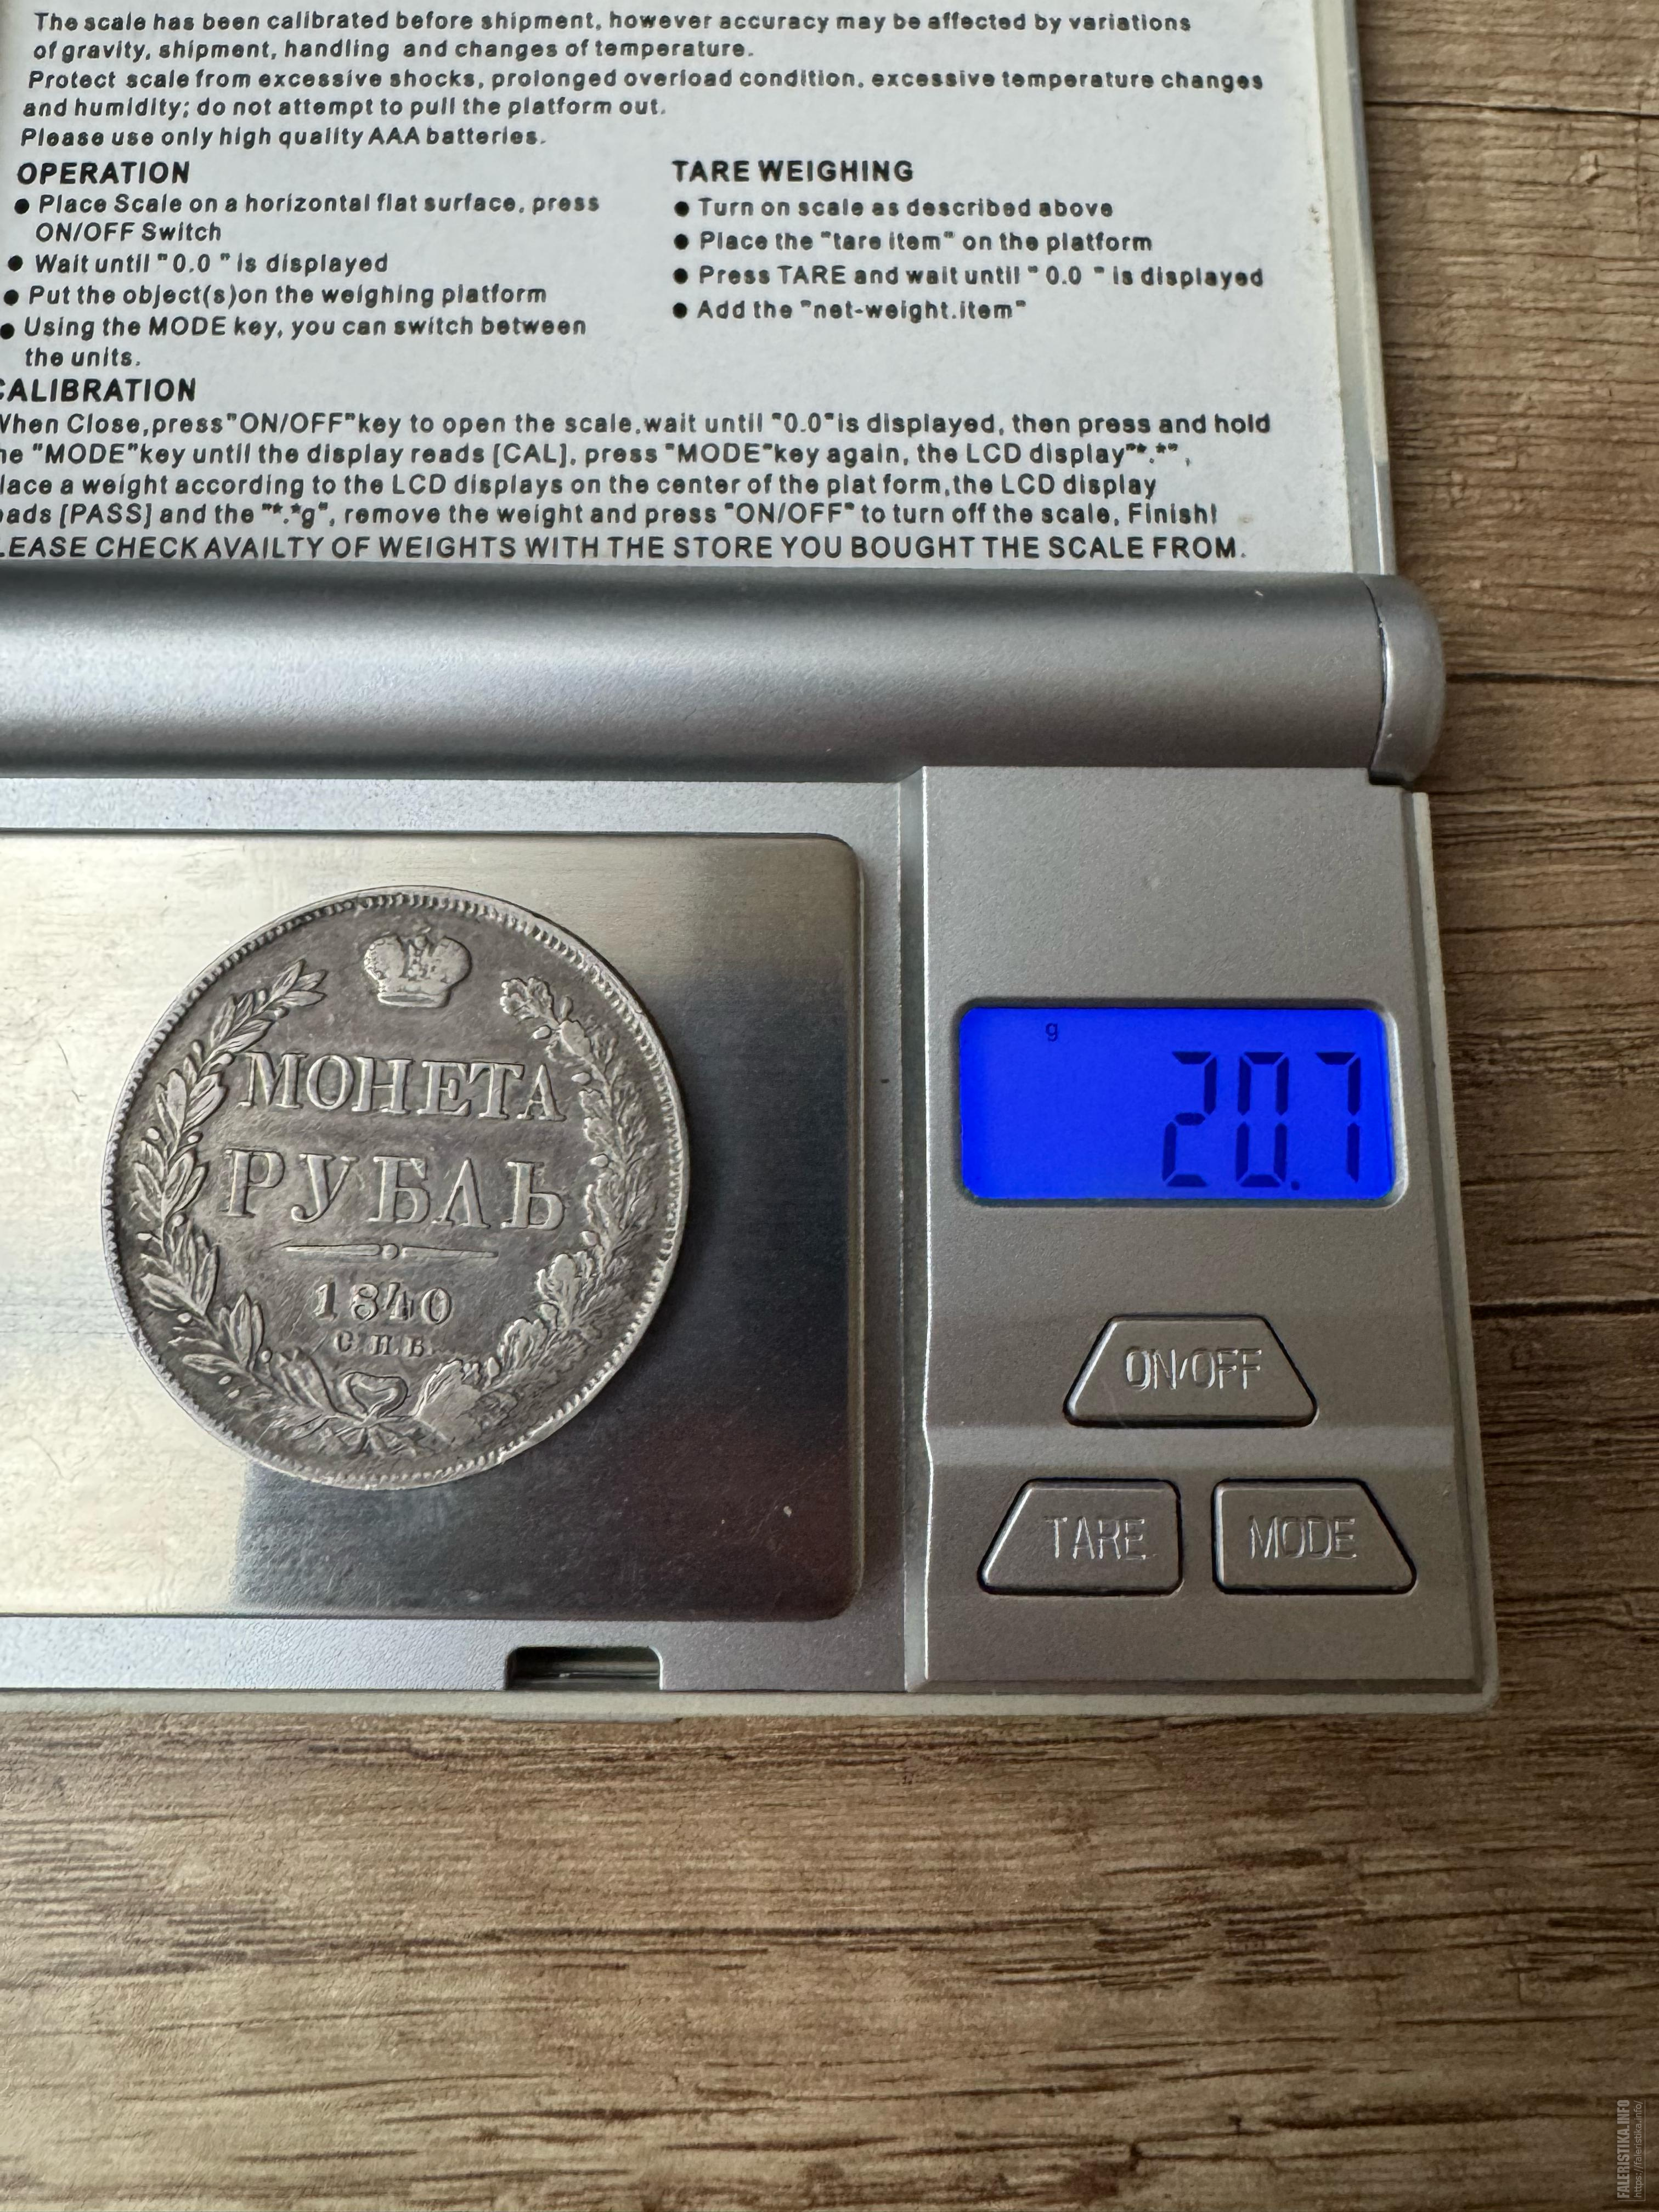 The scale has been calibrated before shipment, however accuracy may be affected by variations
of gravity, shipment, handling and changes of temperature.
Protect scale from excessive shocks, prolonged overload condition, excessive temperature changes
and humidity; do not attempt to pull the platform out.
Please use only high quality AAA batteries.
OPERATION
● Place Scale on a horizontal flat surface, press
ON/OFF Switch
● Wait until "0.0" is displayed
● Put the object(s)on the weighing platform
● Using the MODE key, you can switch between
the units.
TARE WEIGHING
● Turn on scale as described above
● Place the "tare item" on the platform
● Press TARE and wait until "0.0" is displayed
● Add the "net-weight.item"
CALIBRATION
When Close,press"ON/OFF"key to open the scale,wait until "0.0"is displayed, then press and hold
he "MODE"key until the display reads [CAL], press "MODE"key again, the LCD display"*.*",
lace a weight according to the LCD displays on the center of the plat form,the LCD display
eads [PASS] and the "*.*g", remove the weight and press "ON/OFF" to turn off the scale, Finish!
LEASE CHECK AVAILTY OF WEIGHTS WITH THE STORE YOU BOUGHT THE SCALE FROM.
МОНЕТА
РУБЛЬ
1840
С.П.Б.
g
20.7
ON/OFF
TARE
MODE
FALERISTIKA.INFO
https://faleristika.info/